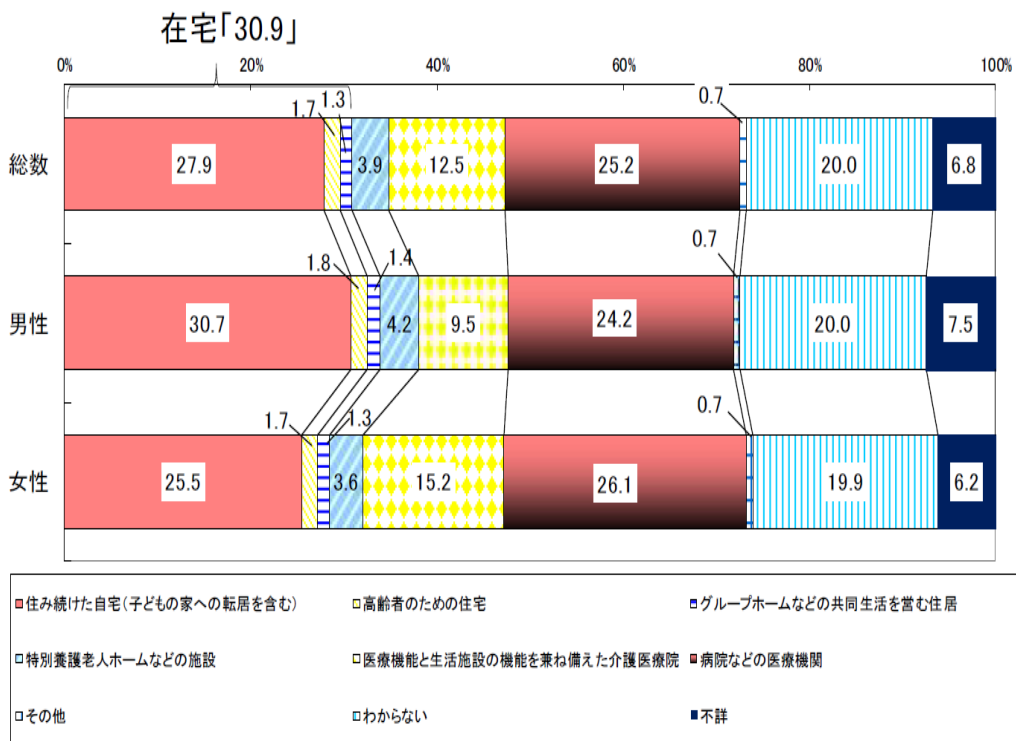 在宅「30.9」
0% 20% 40% 60% 80% 100%
1.7 1.3 0.7
総数 27.9 3.9 12.5 25.2 20.0 6.8
1.8 1.4 0.7
男性 30.7 4.2 9.5 24.2 20.0 7.5
1.7 1.3 0.7
女性 25.5 3.6 15.2 26.1 19.9 6.2
住み続けた自宅(子どもの家への転居を含む) 高齢者のための住宅 グループホームなどの共同生活を営む住居
特別養護老人ホームなどの施設 医療機能と生活施設の機能を兼ね備えた介護医療院 病院などの医療機関
その他 わからない 不詳